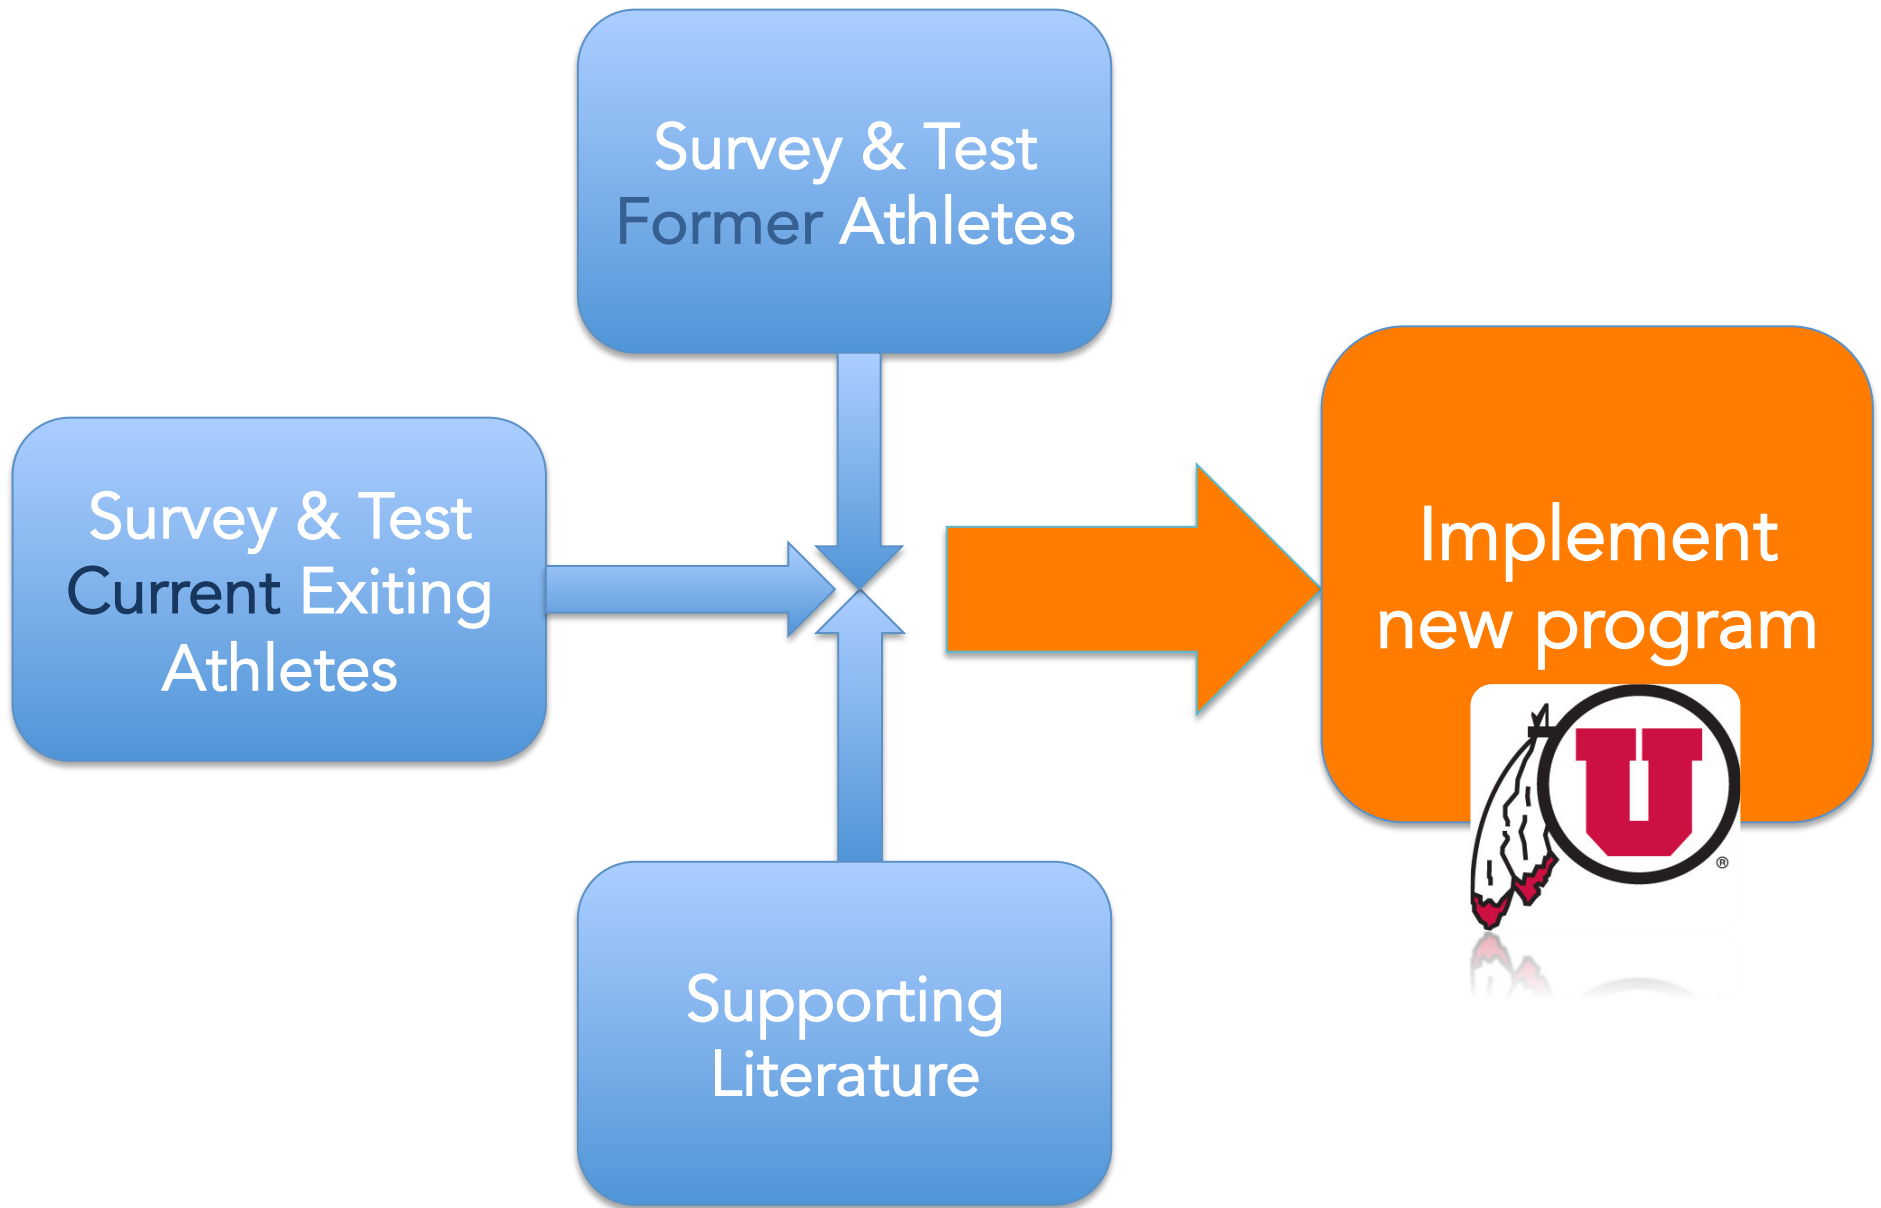 Survey & Test
Former Athletes
Survey & Test
Current Exiting
Athletes
Implement
new program
U
®
Supporting
Literature